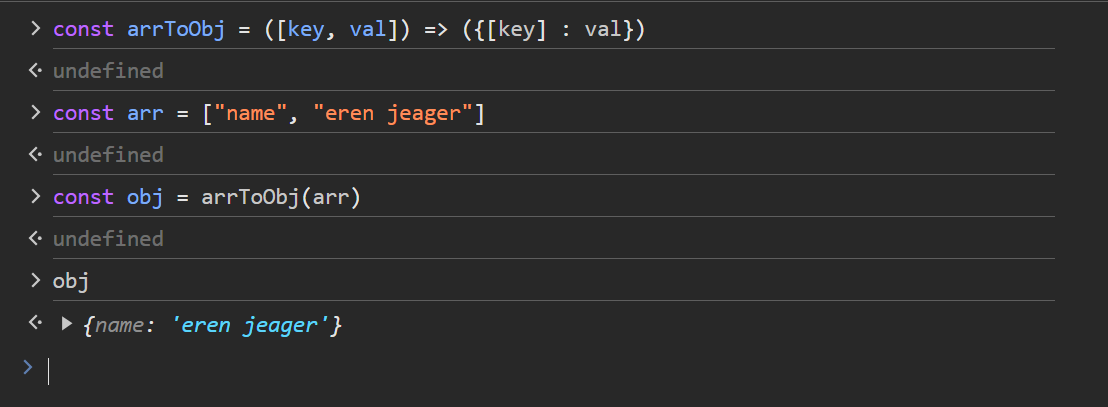 > const arrToObj = ([key, val]) => ({[key] : val})
undefined
> const arr = ["name", "eren jeager"]
undefined
> const obj = arrToObj(arr)
undefined
> obj
{name: 'eren jeager'}
>